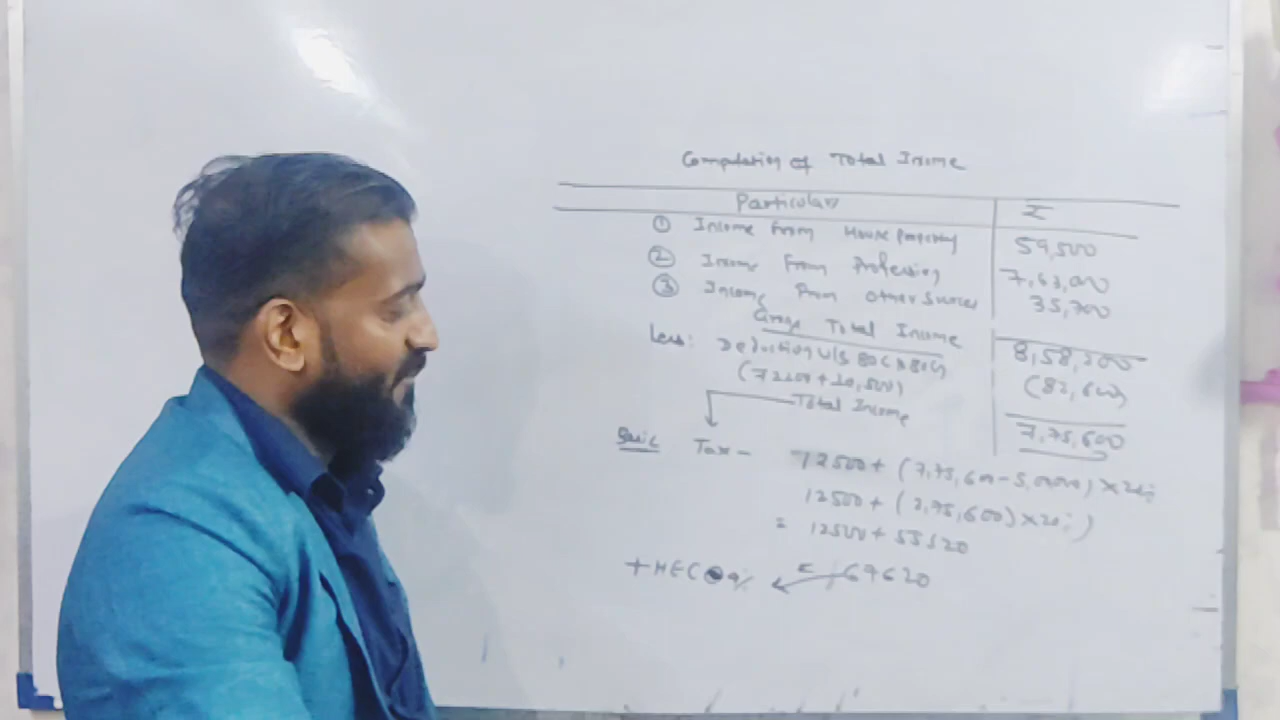 Computation of Total Income
Particulars ₹
① Income From House Property 59,500
② Income From Profession 7,63,000
③ Income From Other Sources 35,700
Gross Total Income 8,58,200
Less: Deduction U/S 80C & 80G (82,600)
(72100+10,500)
Total Income 7,75,600
Basic Tax - 12500 + (7,75,600-5,00,000) × 20%
12500 + (2,75,600) × 20%)
= 12500 + 55120
+ HEC @ 4% 67620